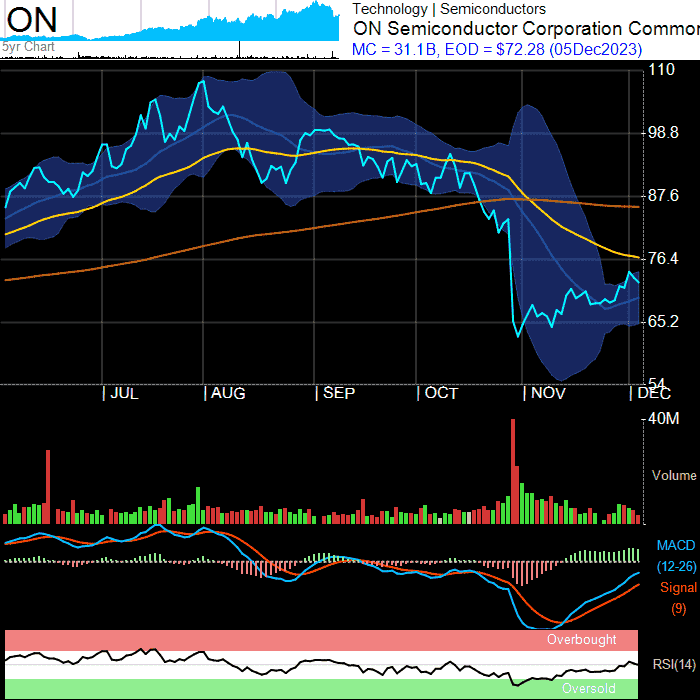 ON
5yr Chart
Technology | Semiconductors
ON Semiconductor Corporation Common
MC = 31.1B, EOD = $72.28 (05Dec2023)
110
98.8
87.6
76.4
65.2
54
JUL
AUG
SEP
OCT
NOV
DEC
40M
Volume
MACD
(12-26)
Signal
(9)
Overbought
RSI(14)
Oversold